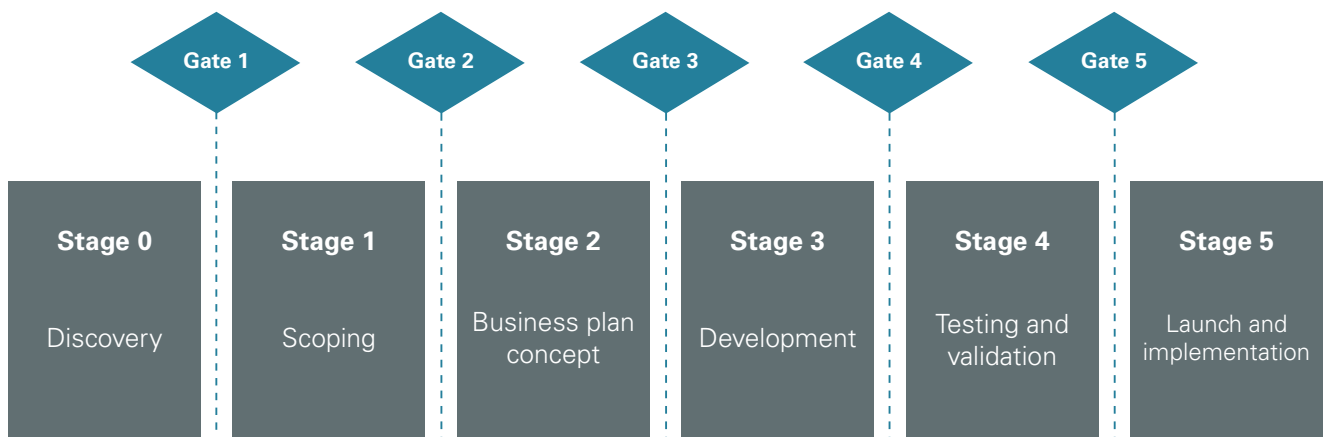 Gate 1
Gate 2
Gate 3
Gate 4
Gate 5
Stage 0
Discovery
Stage 1
Scoping
Stage 2
Business plan
concept
Stage 3
Development
Stage 4
Testing and
validation
Stage 5
Launch and
implementation